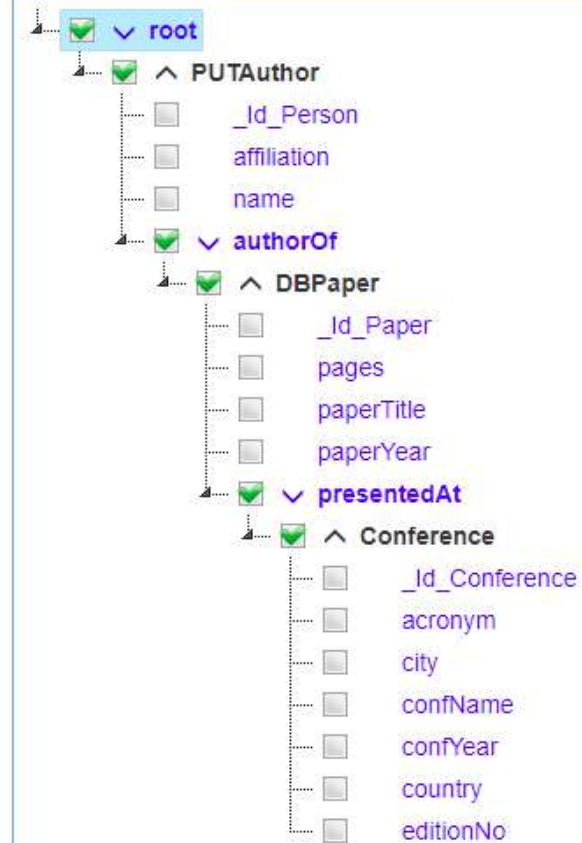 root
PUTAuthor
_Id_Person
affiliation
name
authorOf
DBPaper
_Id_Paper
pages
paperTitle
paperYear
presentedAt
Conference
_Id_Conference
acronym
city
confName
confYear
country
editionNo